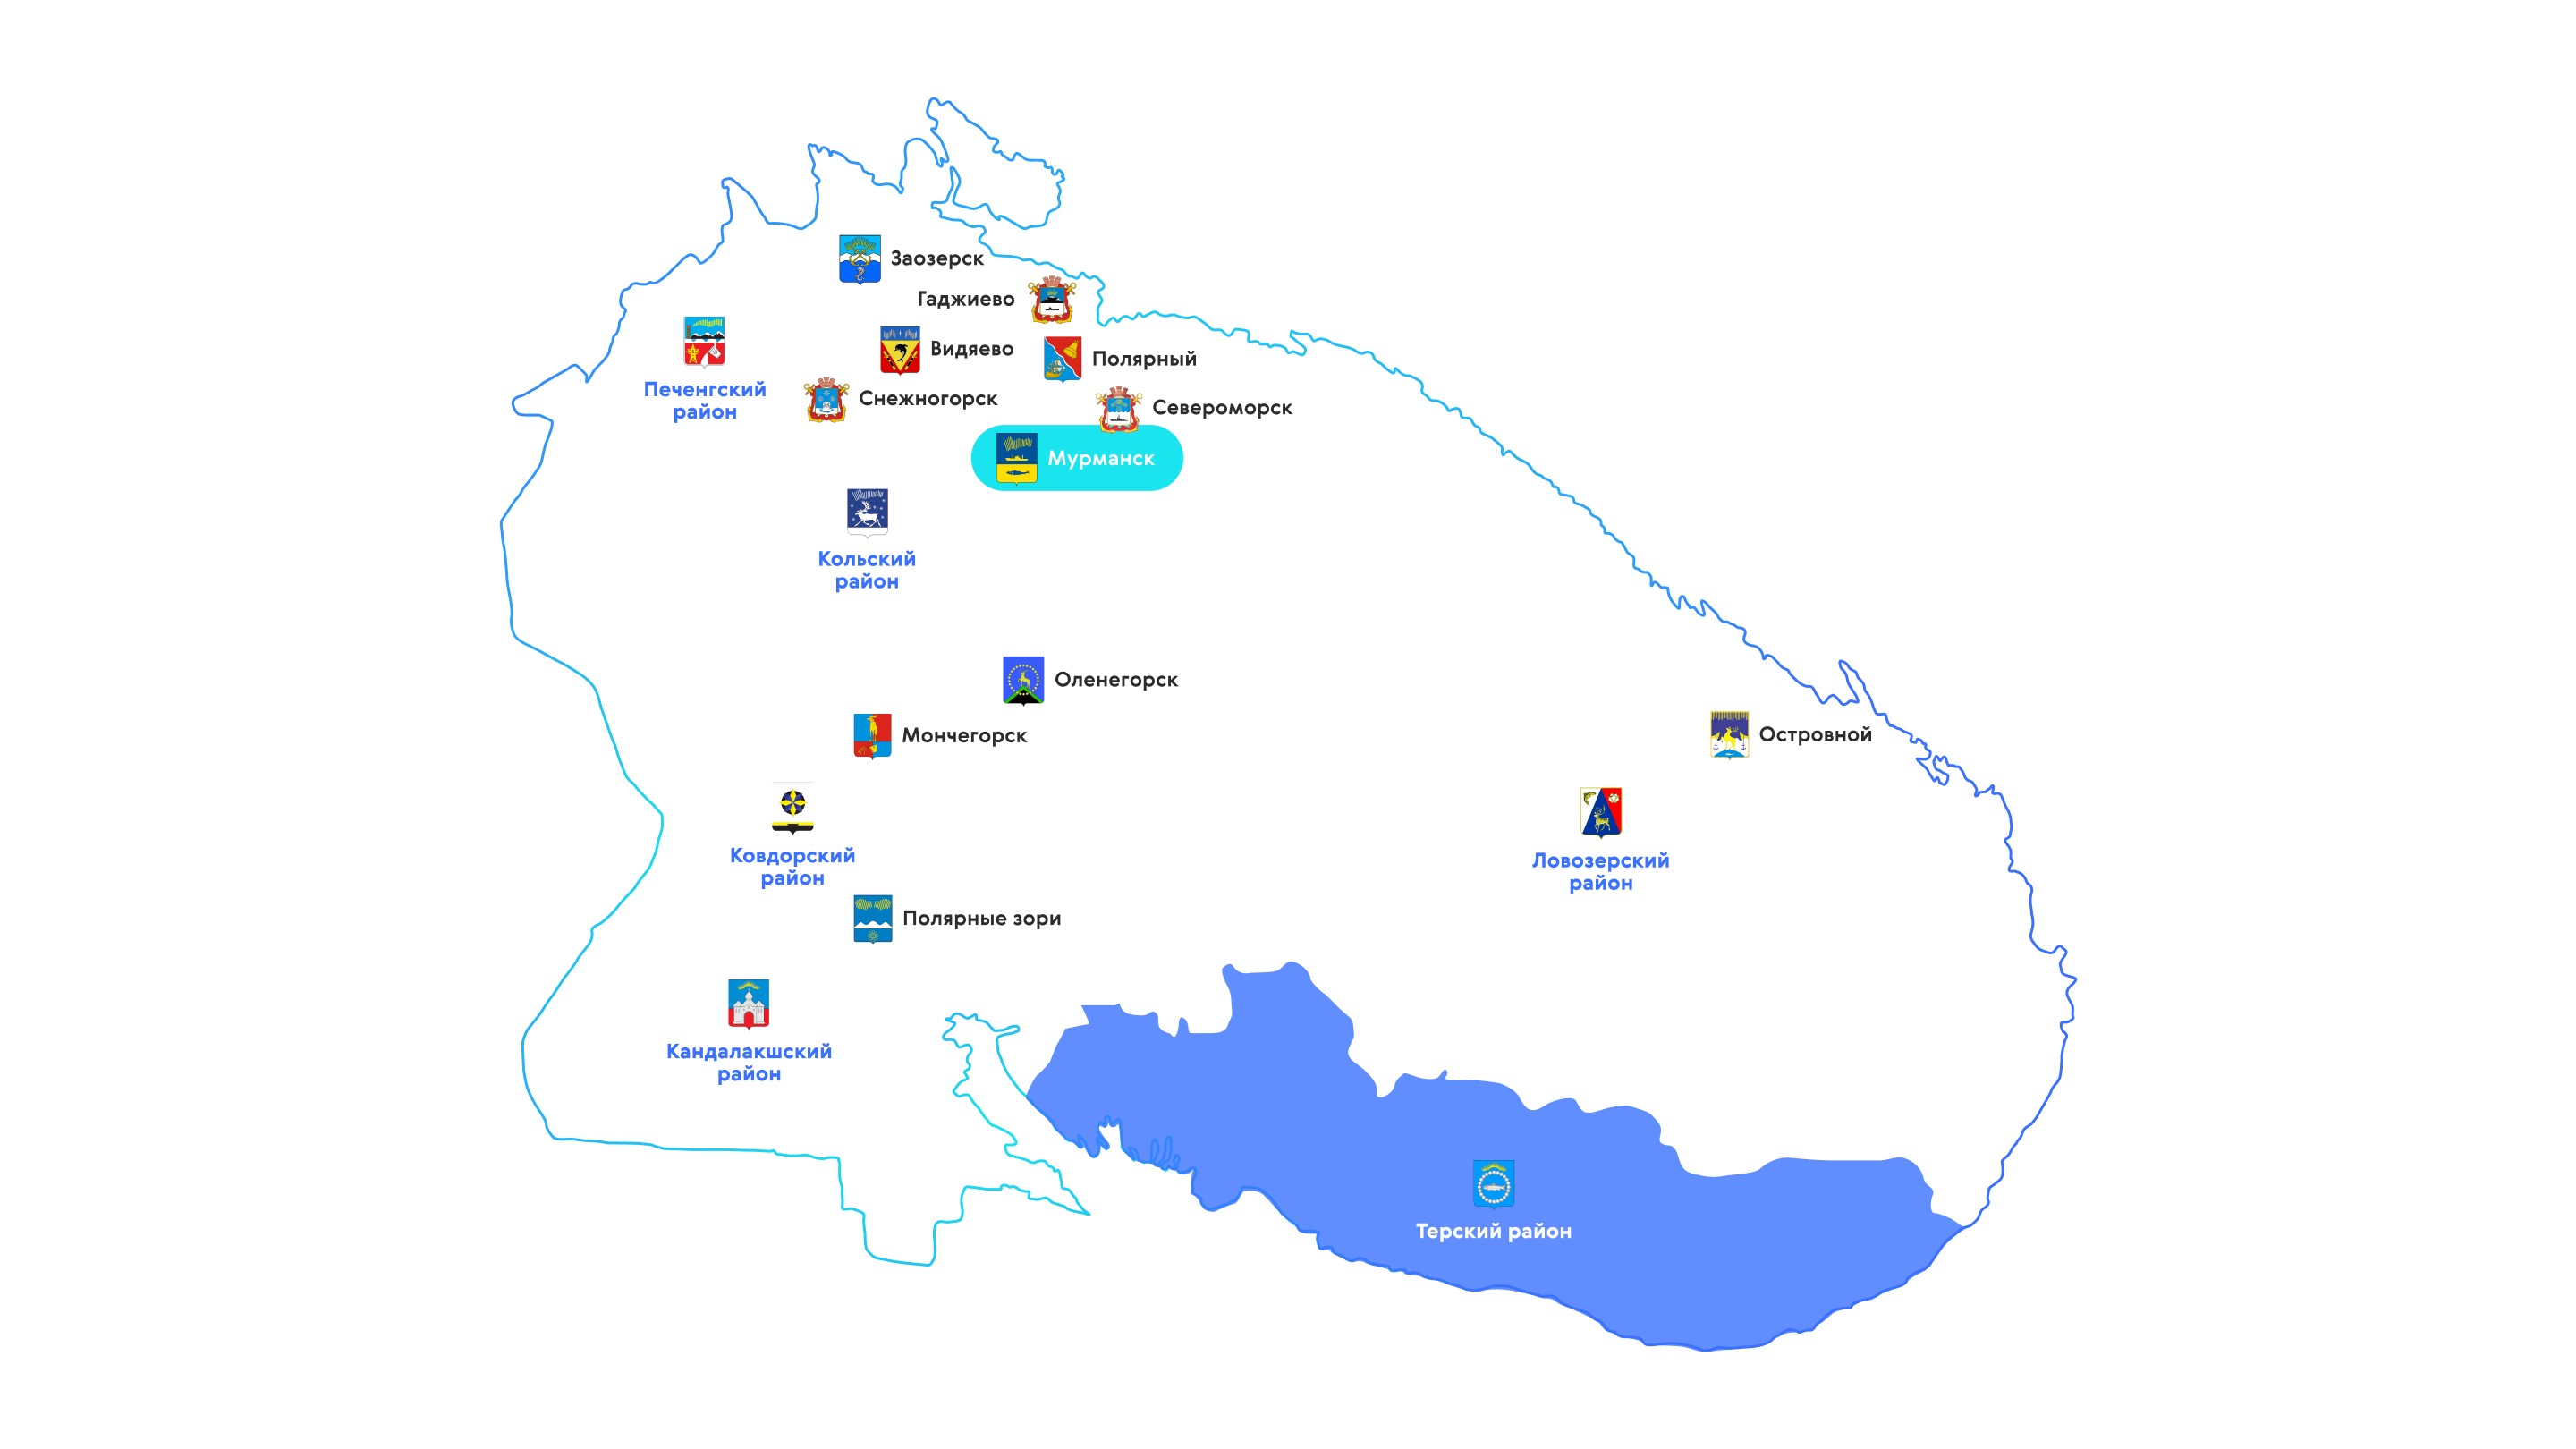 Заозерск
Гаджиево
Видяево
Полярный
Печенгский
район
Снежногорск
Североморск
Мурманск
Кольский
район
Оленегорск
Мончегорск
Островной
Ковдорский
район
Ловозерский
район
Полярные зори
Кандалакшский
район
Терский район